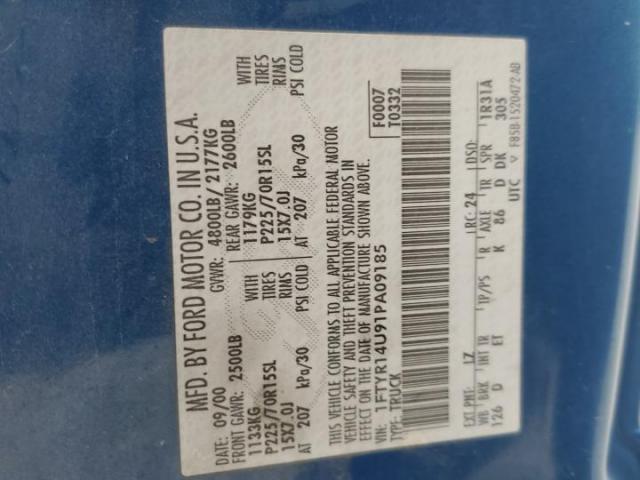 MFD. BY FORD MOTOR CO. IN U.S.A.
DATE: 09/00 GVWR: 4800LB/ 2177KG
FRONT GAWR: 2500LB REAR GAWR: 2600LB
1133KG 1179KG WITH
P225/70R15SL TIRES P225/70R15SL TIRES
15X7.0J RIMS 15X7.0J RIMS
AT 207 kPa/30 PSI COLD AT 207 kPa/30 PSI COLD
THIS VEHICLE CONFORMS TO ALL APPLICABLE FEDERAL MOTOR
VEHICLE SAFETY AND THEFT PREVENTION STANDARDS IN
EFFECT ON THE DATE OF MANUFACTURE SHOWN ABOVE.
VIN: 1FTYR14U91PA09185 F0007
TYPE: TRUCK T0332
EXT PNT: LZ RC: 24 DSO:
WB BRK INT TR TP/PS R AXLE TR SPR 1R31A
126 D ET K 86 D DK 305
UTC F85B-1520472-AB